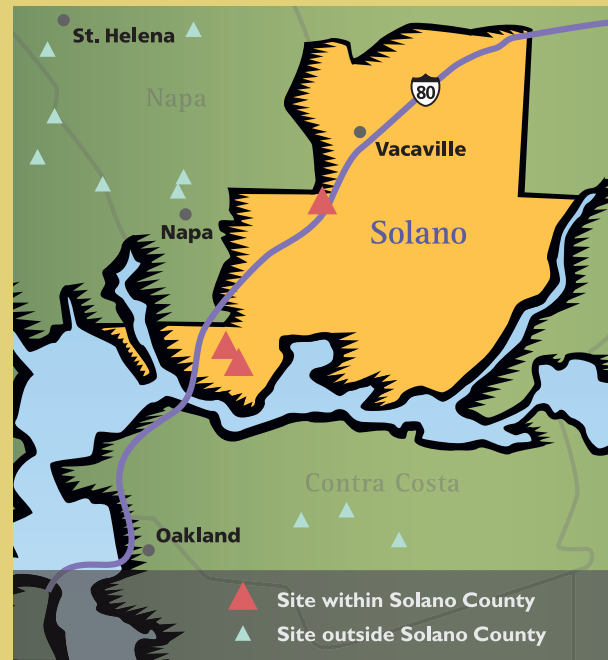 St. Helena
Napa
80
Vacaville
Napa
Solano
Contra Costa
Oakland
Site within Solano County
Site outside Solano County